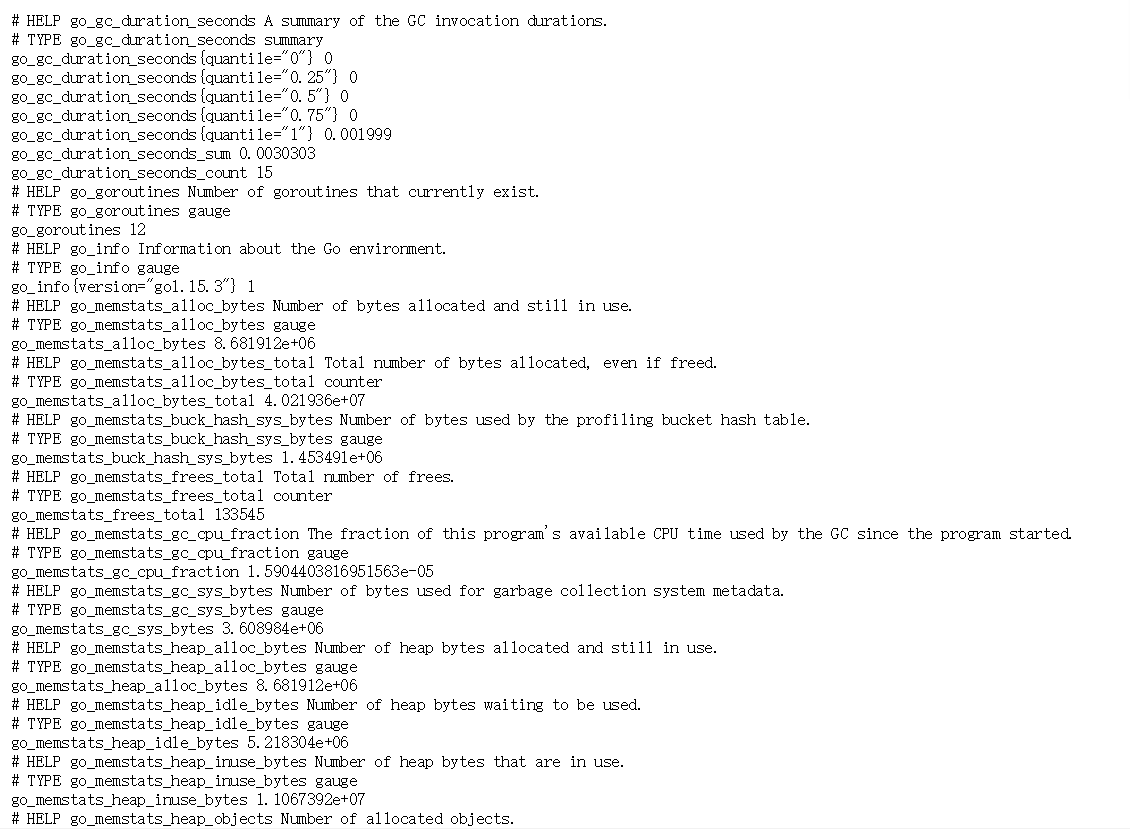 # HELP go_gc_duration_seconds A summary of the GC invocation durations.
# TYPE go_gc_duration_seconds summary
go_gc_duration_seconds{quantile="0"} 0
go_gc_duration_seconds{quantile="0.25"} 0
go_gc_duration_seconds{quantile="0.5"} 0
go_gc_duration_seconds{quantile="0.75"} 0
go_gc_duration_seconds{quantile="1"} 0.001999
go_gc_duration_seconds_sum 0.0030303
go_gc_duration_seconds_count 15
# HELP go_goroutines Number of goroutines that currently exist.
# TYPE go_goroutines gauge
go_goroutines 12
# HELP go_info Information about the Go environment.
# TYPE go_info gauge
go_info{version="go1.15.3"} 1
# HELP go_memstats_alloc_bytes Number of bytes allocated and still in use.
# TYPE go_memstats_alloc_bytes gauge
go_memstats_alloc_bytes 8.681912e+06
# HELP go_memstats_alloc_bytes_total Total number of bytes allocated, even if freed.
# TYPE go_memstats_alloc_bytes_total counter
go_memstats_alloc_bytes_total 4.021936e+07
# HELP go_memstats_buck_hash_sys_bytes Number of bytes used by the profiling bucket hash table.
# TYPE go_memstats_buck_hash_sys_bytes gauge
go_memstats_buck_hash_sys_bytes 1.453491e+06
# HELP go_memstats_frees_total Total number of frees.
# TYPE go_memstats_frees_total counter
go_memstats_frees_total 133545
# HELP go_memstats_gc_cpu_fraction The fraction of this program's available CPU time used by the GC since the program started.
# TYPE go_memstats_gc_cpu_fraction gauge
go_memstats_gc_cpu_fraction 1.5904403816951563e-05
# HELP go_memstats_gc_sys_bytes Number of bytes used for garbage collection system metadata.
# TYPE go_memstats_gc_sys_bytes gauge
go_memstats_gc_sys_bytes 3.608984e+06
# HELP go_memstats_heap_alloc_bytes Number of heap bytes allocated and still in use.
# TYPE go_memstats_heap_alloc_bytes gauge
go_memstats_heap_alloc_bytes 8.681912e+06
# HELP go_memstats_heap_idle_bytes Number of heap bytes waiting to be used.
# TYPE go_memstats_heap_idle_bytes gauge
go_memstats_heap_idle_bytes 5.218304e+06
# HELP go_memstats_heap_inuse_bytes Number of heap bytes that are in use.
# TYPE go_memstats_heap_inuse_bytes gauge
go_memstats_heap_inuse_bytes 1.1067392e+07
# HELP go_memstats_heap_objects Number of allocated objects.